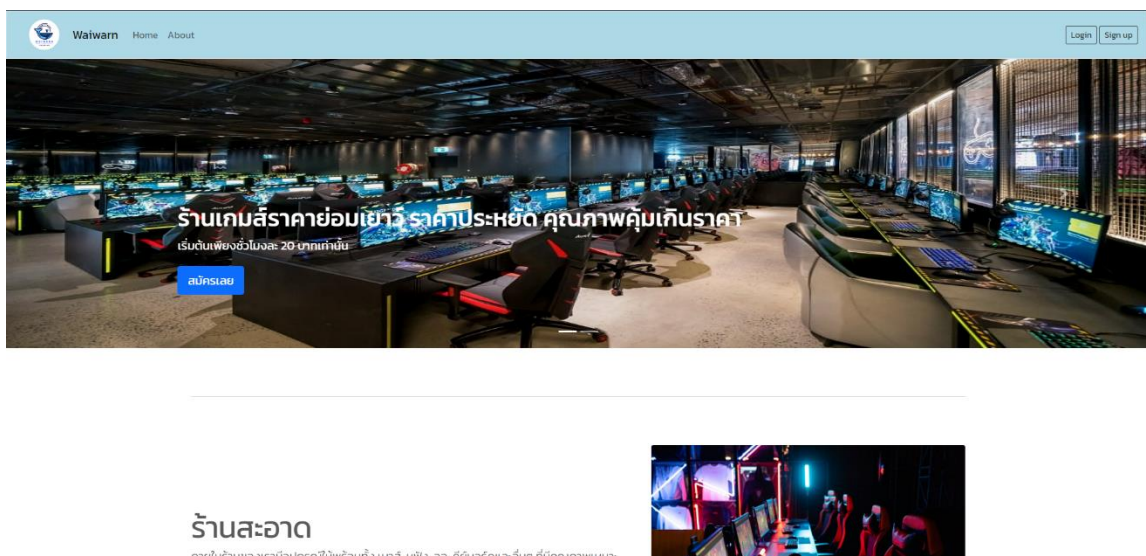 Waiwarn Home About Login Sign up
ร้านเกมส์ราคาย่อมเยาว์ ราคาประหยัด คุณภาพคุ้มเกินราคา
เริ่มต้นเพียงชั่วโมงละ 20 บาทเท่านั้น
สมัครเลย
ร้านสะอาด